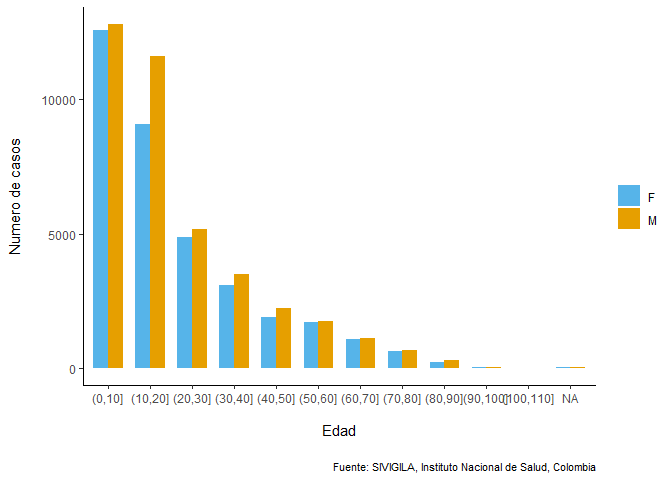 Numero de casos
10000
5000
0
(0,10] (10,20] (20,30] (30,40] (40,50] (50,60] (60,70] (70,80] (80,90] (90,100] (100,110] NA
Edad
F
M
Fuente: SIVIGILA, Instituto Nacional de Salud, Colombia